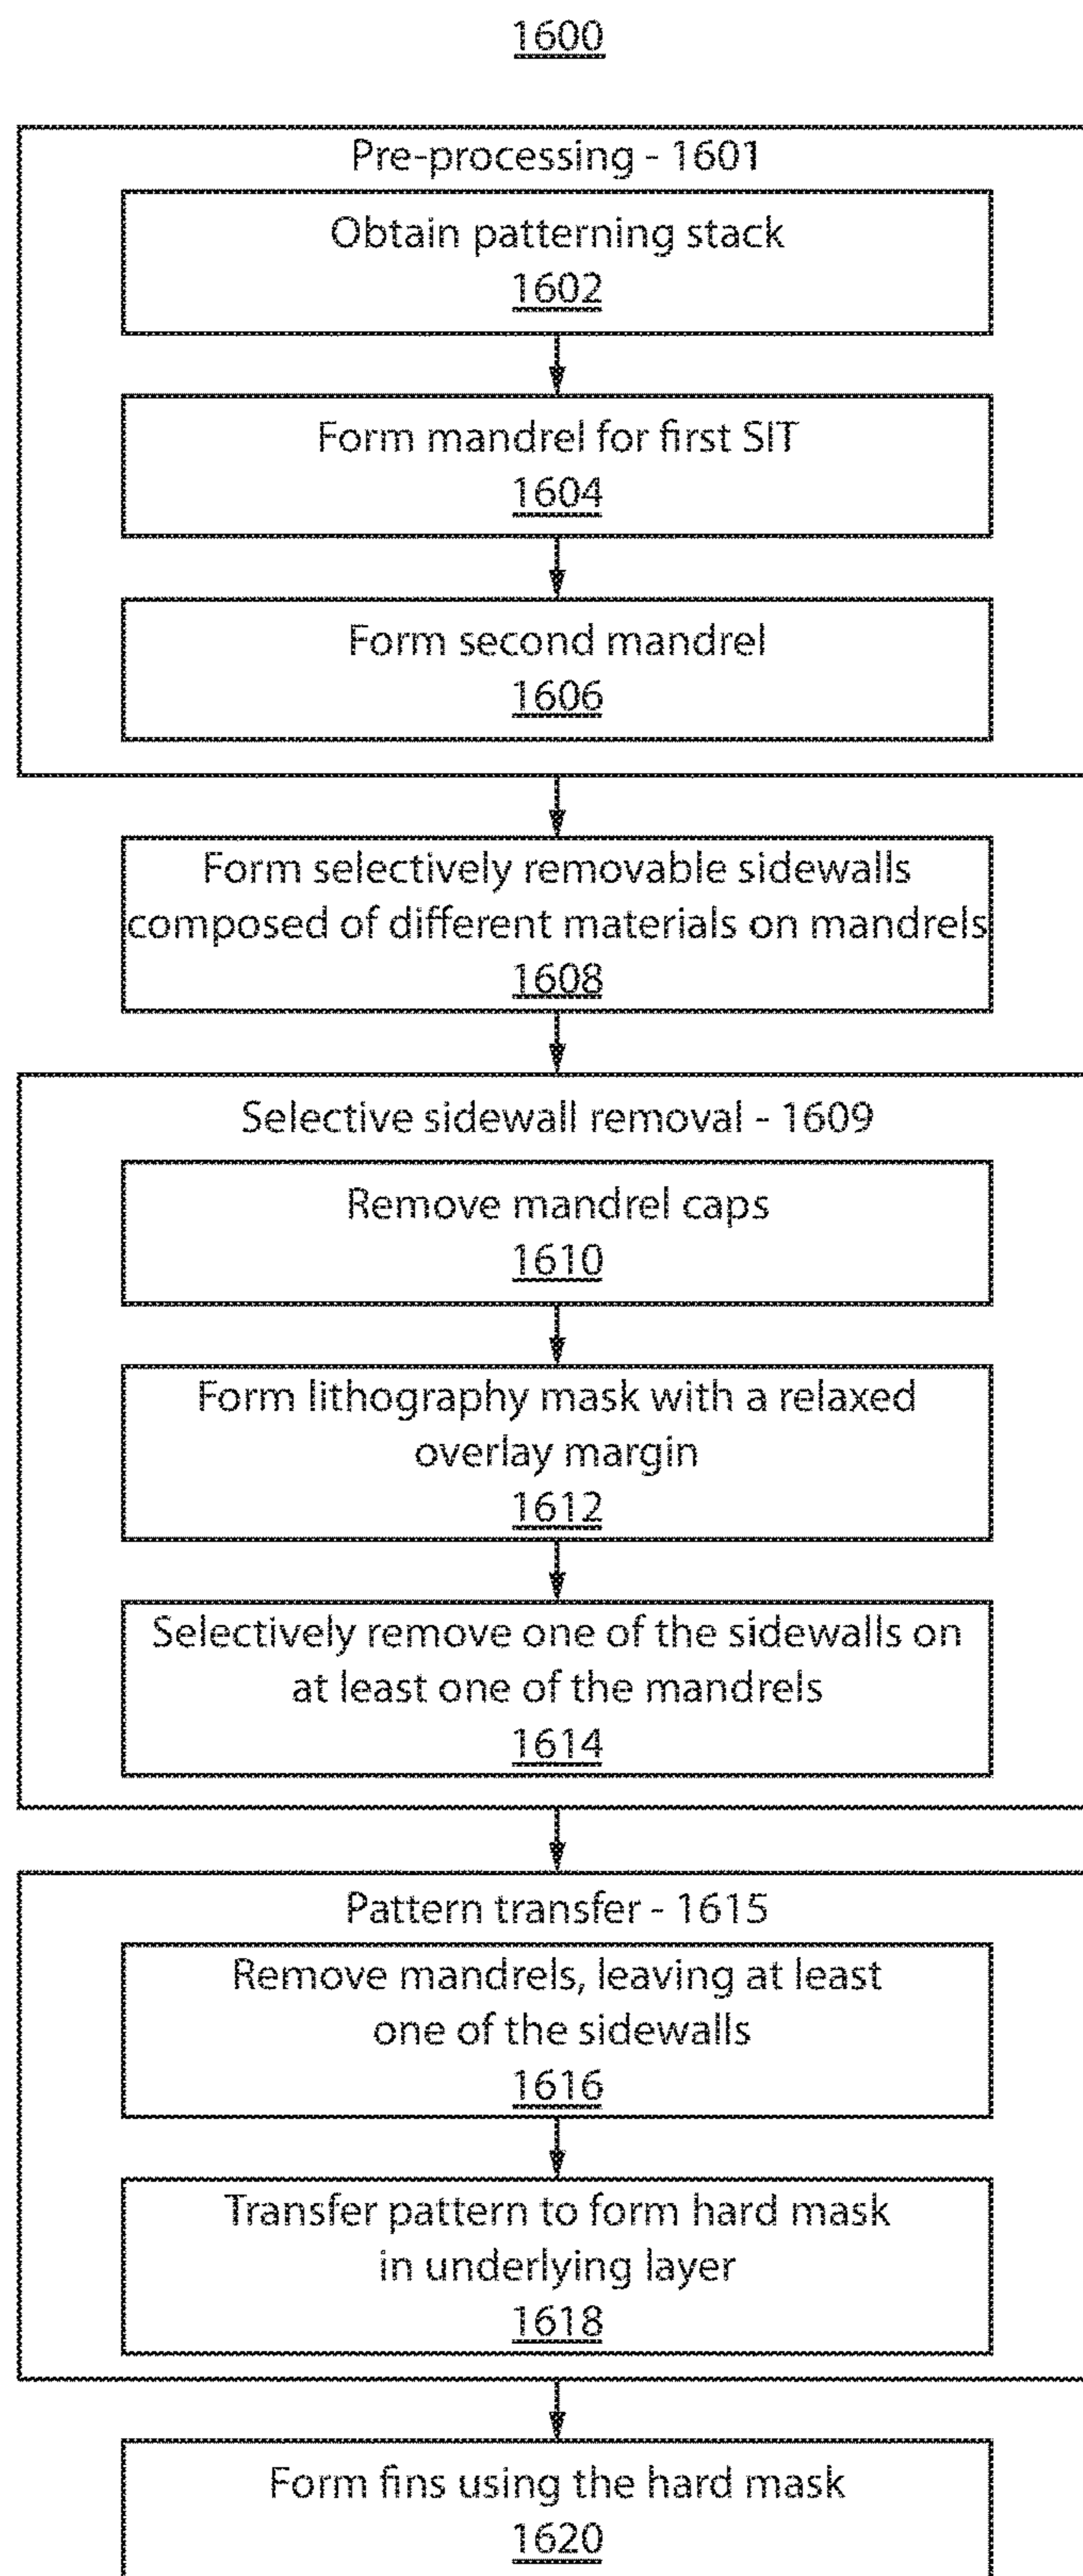 1600
Pre-processing - 1601
Obtain patterning stack
1602
Form mandrel for first SIT
1604
Form second mandrel
1606
Form selectively removable sidewalls
composed of different materials on mandrels
1608
Selective sidewall removal - 1609
Remove mandrel caps
1610
Form lithography mask with a relaxed
overlay margin
1612
Selectively remove one of the sidewalls on
at least one of the mandrels
1614
Pattern transfer - 1615
Remove mandrels, leaving at least
one of the sidewalls
1616
Transfer pattern to form hard mask
in underlying layer
1618
Form fins using the hard mask
1620